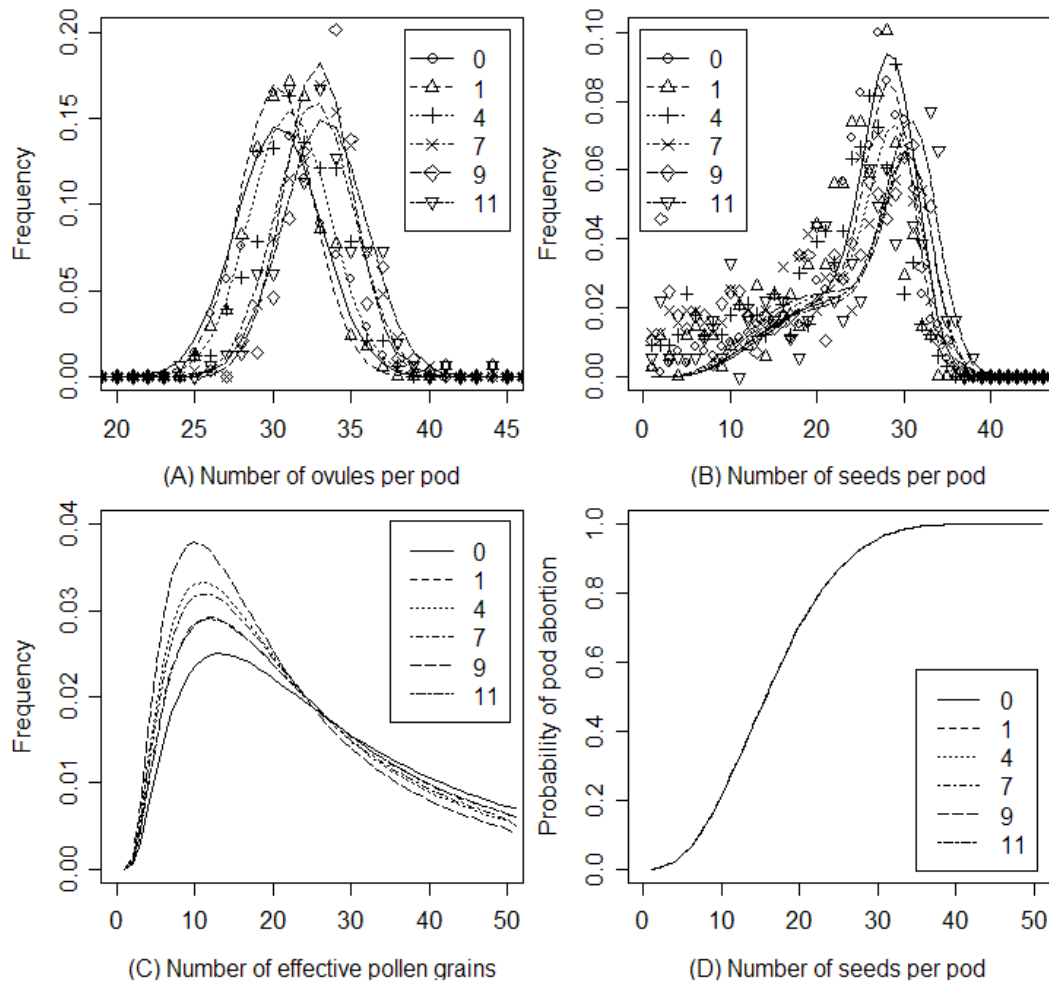 Frequency
0.00 0.05 0.10 0.15 0.20
20 25 30 35 40 45
0
1
4
7
9
11
(A) Number of ovules per pod
Frequency
0.00 0.02 0.04 0.06 0.08 0.10
0 10 20 30 40
0
1
4
7
9
11
(B) Number of seeds per pod
Frequency
0.00 0.01 0.02 0.03 0.04
0 10 20 30 40 50
0
1
4
7
9
11
(C) Number of effective pollen grains
Probability of pod abortion
0.0 0.2 0.4 0.6 0.8 1.0
0 10 20 30 40 50
0
1
4
7
9
11
(D) Number of seeds per pod